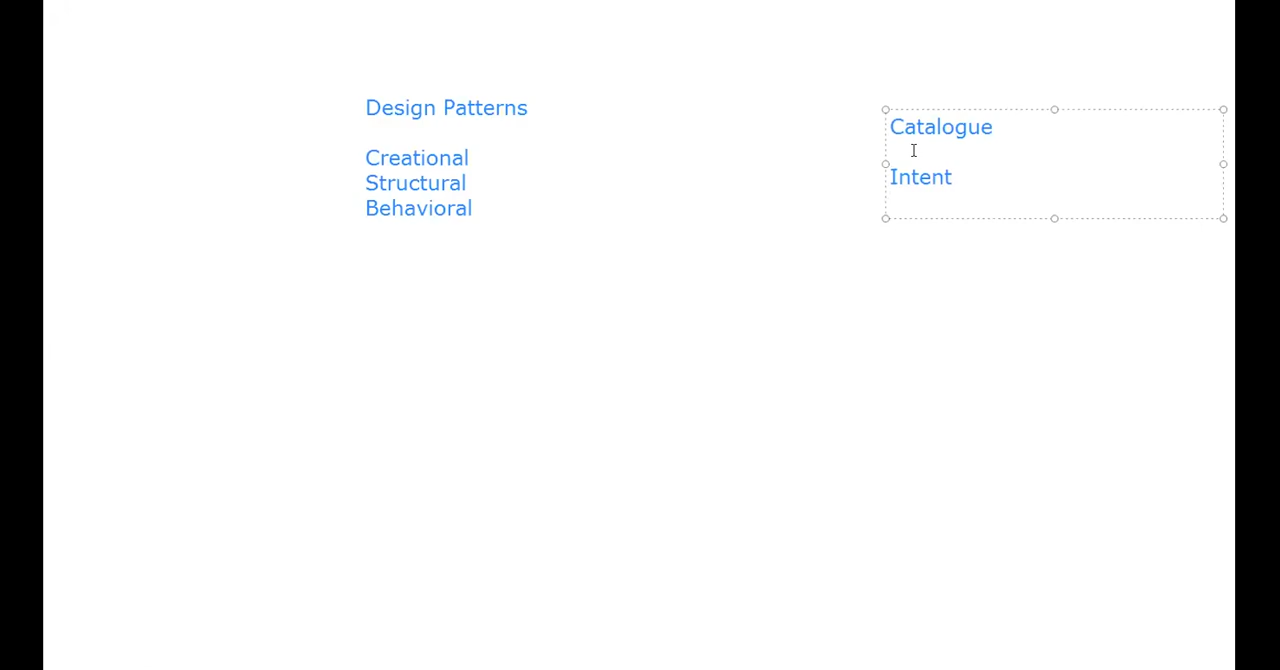 Design Patterns
Creational
Structural
Behavioral
Catalogue
Intent